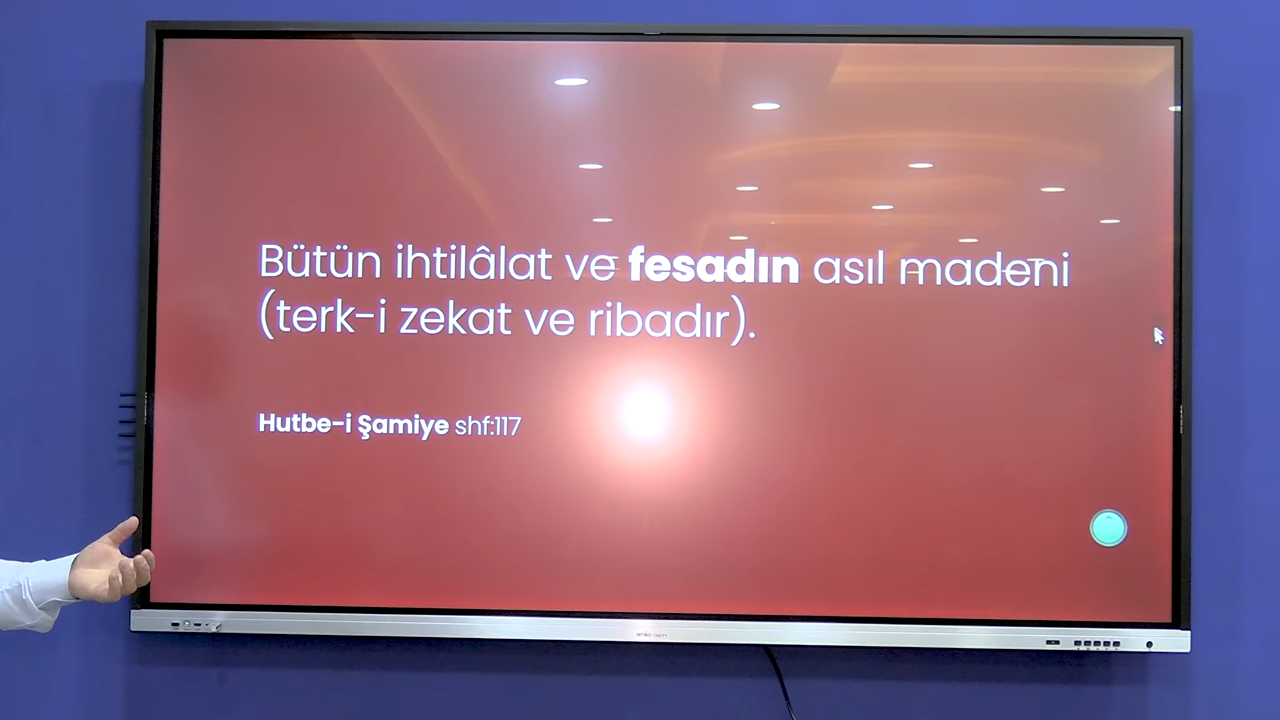 Bütün ihtilâlat ve fesadın asıl madeni
(terk-i zekat ve ribadır).
Hutbe-i Şamiye shf:117